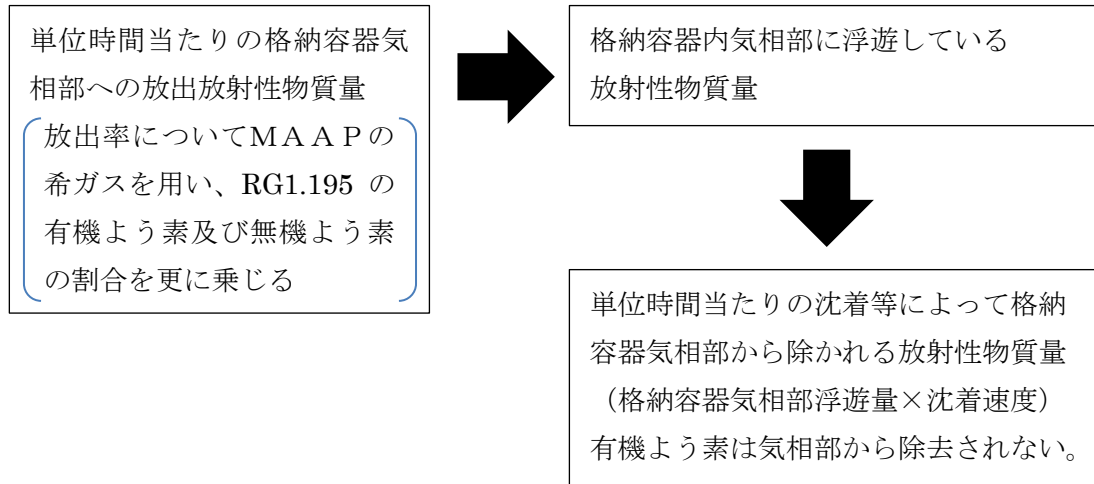 単位時間当たりの格納容器気
相部への放出放射性物質量
放出率についてＭＡＡＰの
希ガスを用い、RG1.195 の
有機よう素及び無機よう素
の割合を更に乗じる
格納容器内気相部に浮遊している
放射性物質量
単位時間当たりの沈着等によって格納
容器気相部から除かれる放射性物質量
（格納容器気相部浮遊量×沈着速度）
有機よう素は気相部から除去されない。